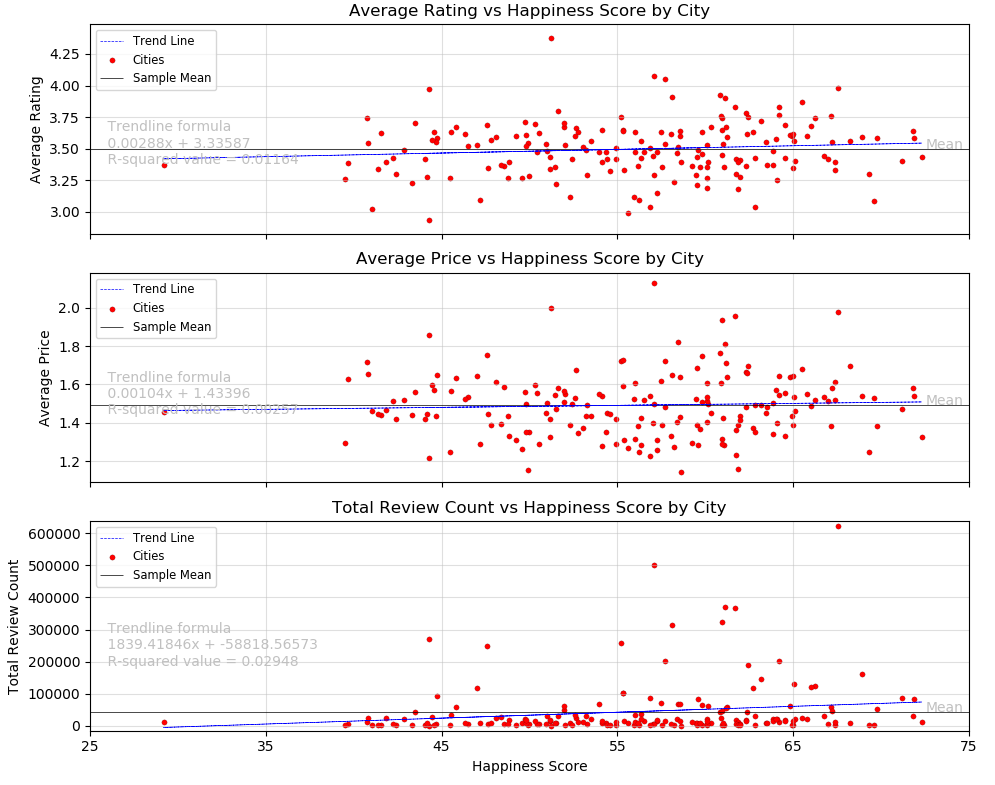 Average Rating vs Happiness Score by City
Trend Line
Cities
Sample Mean
Average Rating
4.25
4.00
3.75
3.50
3.25
3.00
Trendline formula
0.00288x + 3.33587
R-squared value = 0.01104
Mean
Average Price vs Happiness Score by City
Trend Line
Cities
Sample Mean
Average Price
2.0
1.8
1.6
1.4
1.2
Trendline formula
0.00104x + 1.43396
R-squared value = 0.00257
Mean
Total Review Count vs Happiness Score by City
Trend Line
Cities
Sample Mean
Total Review Count
600000
500000
400000
300000
200000
100000
0
Trendline formula
1839.41846x + -58818.56573
R-squared value = 0.02948
Mean
25 35 45 55 65 75
Happiness Score